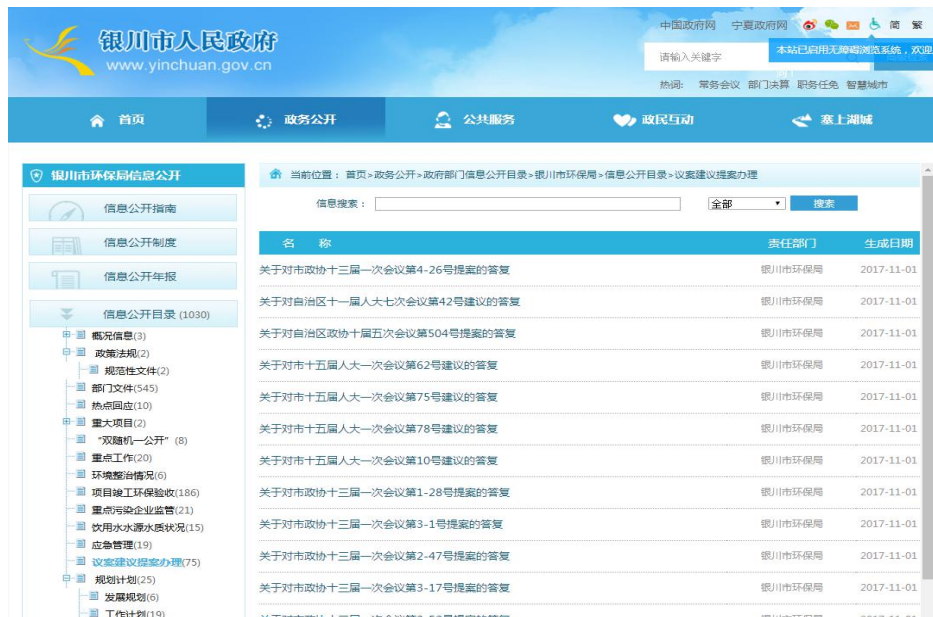 中国政府网 宁夏政府网 简 繁
银川市人民政府
www.yinchuan.gov.cn
请输入关键字
本站已启用无障碍浏览系统，欢迎
热词: 常务会议 部门决算 职务任免 智慧城市
首页 政务公开 公共服务 政民互动 塞上湖城
银川市环保局信息公开
信息公开指南
信息公开制度
信息公开年报
信息公开目录 (1030)
概况信息(3)
政策法规(2)
规范性文件(2)
部门文件(545)
热点回应(10)
重大项目(2)
“双随机一公开” (8)
重点工作(20)
环境整治情况(6)
项目竣工环保验收(186)
重点污染企业监管(21)
饮用水水源水质状况(15)
应急管理(19)
议案建议提案办理(75)
规划计划(25)
发展规划(6)
工作计划(19)
当前位置：首页>政务公开>政府部门信息公开目录>银川市环保局>信息公开目录>议案建议提案办理
信息搜索： 全部 搜索
名 称 责任部门 生成日期
关于对市政协十三届一次会议第4-26号提案的答复 银川市环保局 2017-11-01
关于对自治区十一届人大七次会议第42号建议的答复 银川市环保局 2017-11-01
关于对自治区政协十届五次会议第504号提案的答复 银川市环保局 2017-11-01
关于对市十五届人大一次会议第62号建议的答复 银川市环保局 2017-11-01
关于对市十五届人大一次会议第75号建议的答复 银川市环保局 2017-11-01
关于对市十五届人大一次会议第78号建议的答复 银川市环保局 2017-11-01
关于对市十五届人大一次会议第10号建议的答复 银川市环保局 2017-11-01
关于对市政协十三届一次会议第1-28号提案的答复 银川市环保局 2017-11-01
关于对市政协十三届一次会议第3-1号提案的答复 银川市环保局 2017-11-01
关于对市政协十三届一次会议第2-47号提案的答复 银川市环保局 2017-11-01
关于对市政协十三届一次会议第3-17号提案的答复 银川市环保局 2017-11-01